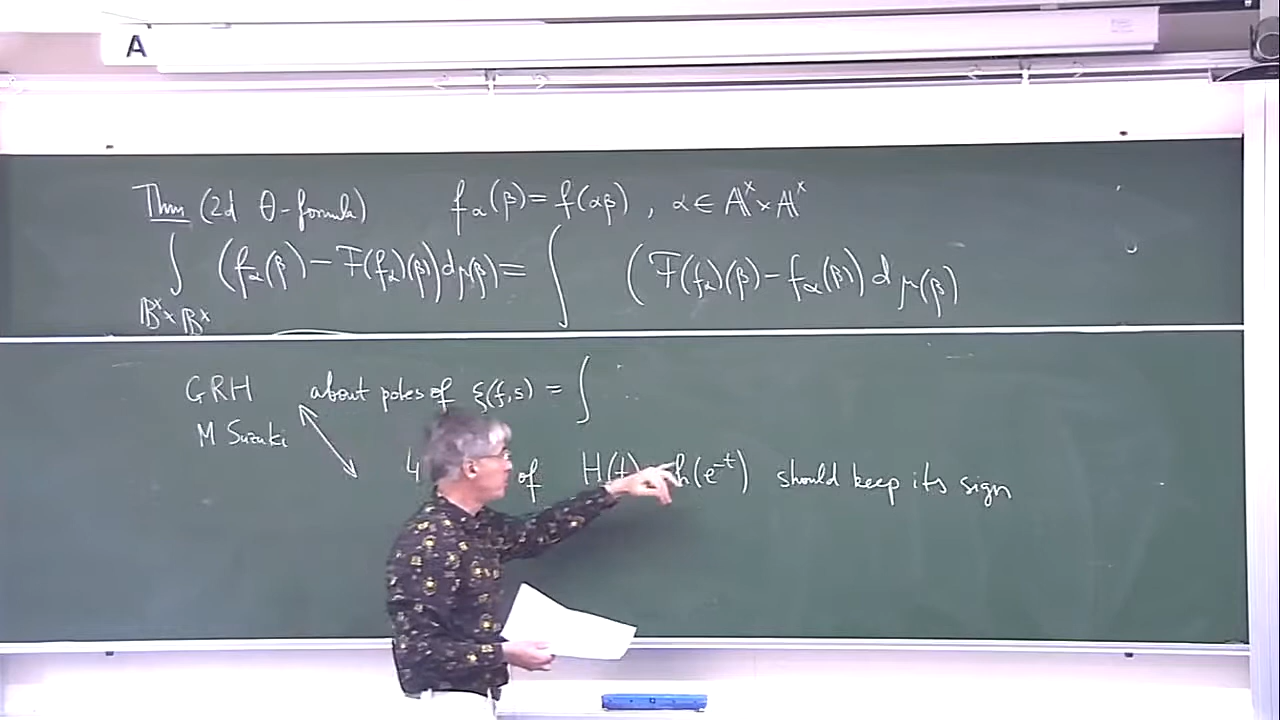 A
Thm (2d θ-formula) f_α(β) = f(αβ), α ∈ 𝔸^× × 𝔸^×
∫_{𝔹^× × 𝔹^×} (f_α(β) − F(f_α)(β)) dμ(β) = ∫ (F(f_α)(β) − f_α(β)) dμ(β)
GRH about poles of ξ(f,s) = ∫
M Suzuki
4 of H(t) h(e^{-t}) should keep its sign